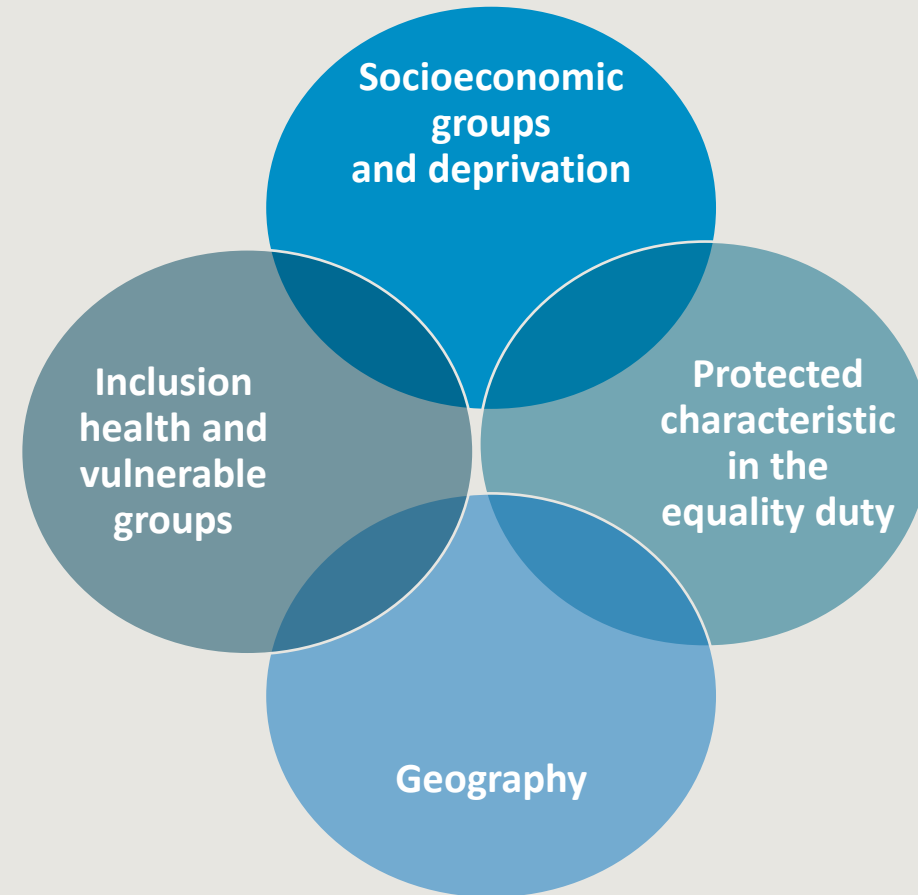 Socioeconomic
groups
and deprivation
Inclusion
health and
vulnerable
groups
Protected
characteristic
in the
equality duty
Geography